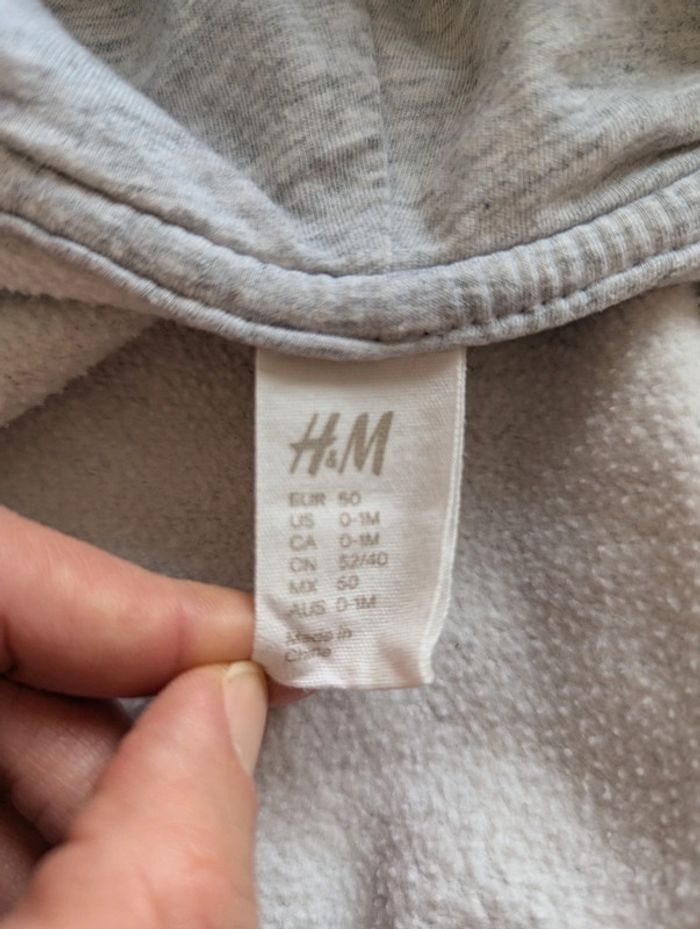 H&M
EUR 50
US 0-1M
CA 0-1M
CN 52/40
MX 50
AUS 0-1M
Made in
China